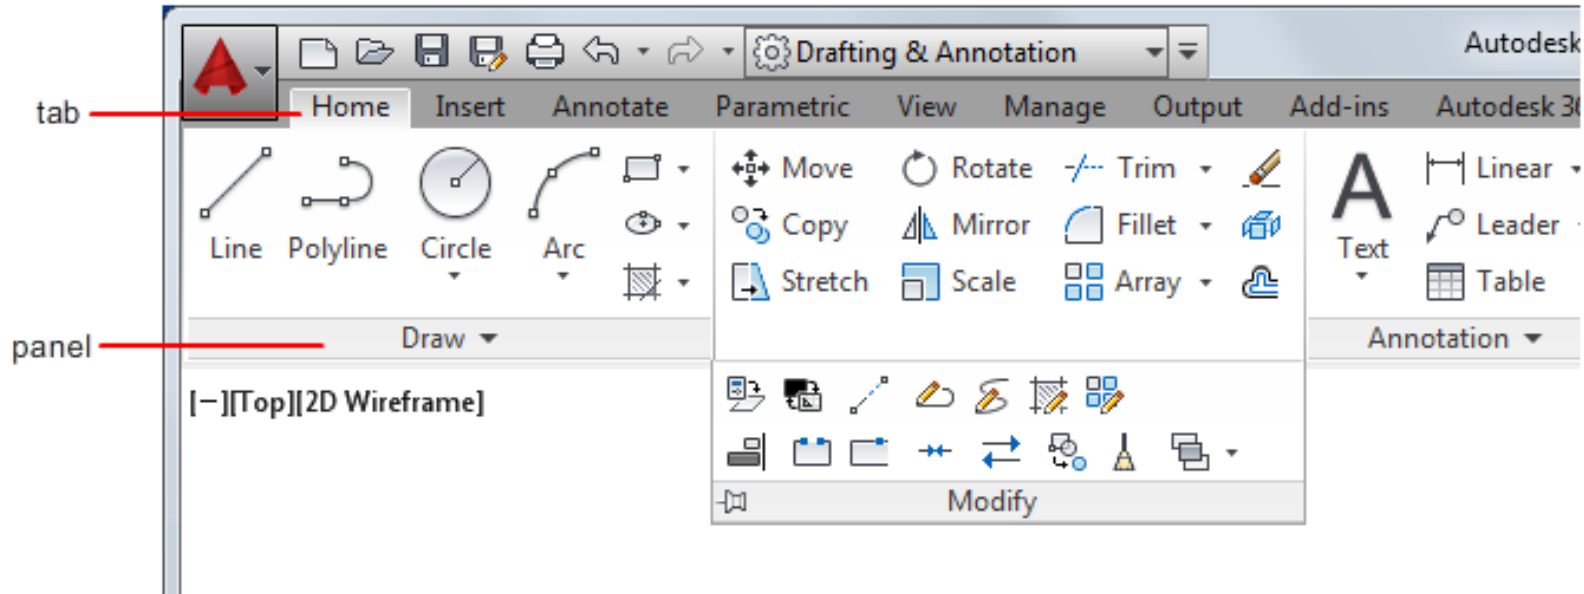 Drafting & Annotation Autodesk
tab Home Insert Annotate Parametric View Manage Output Add-ins Autodesk
Move Rotate Trim Linear
Copy Mirror Fillet Leader
Line Polyline Circle Arc Text
Stretch Scale Array Table
panel Draw Annotation
[–][Top][2D Wireframe]
Modify